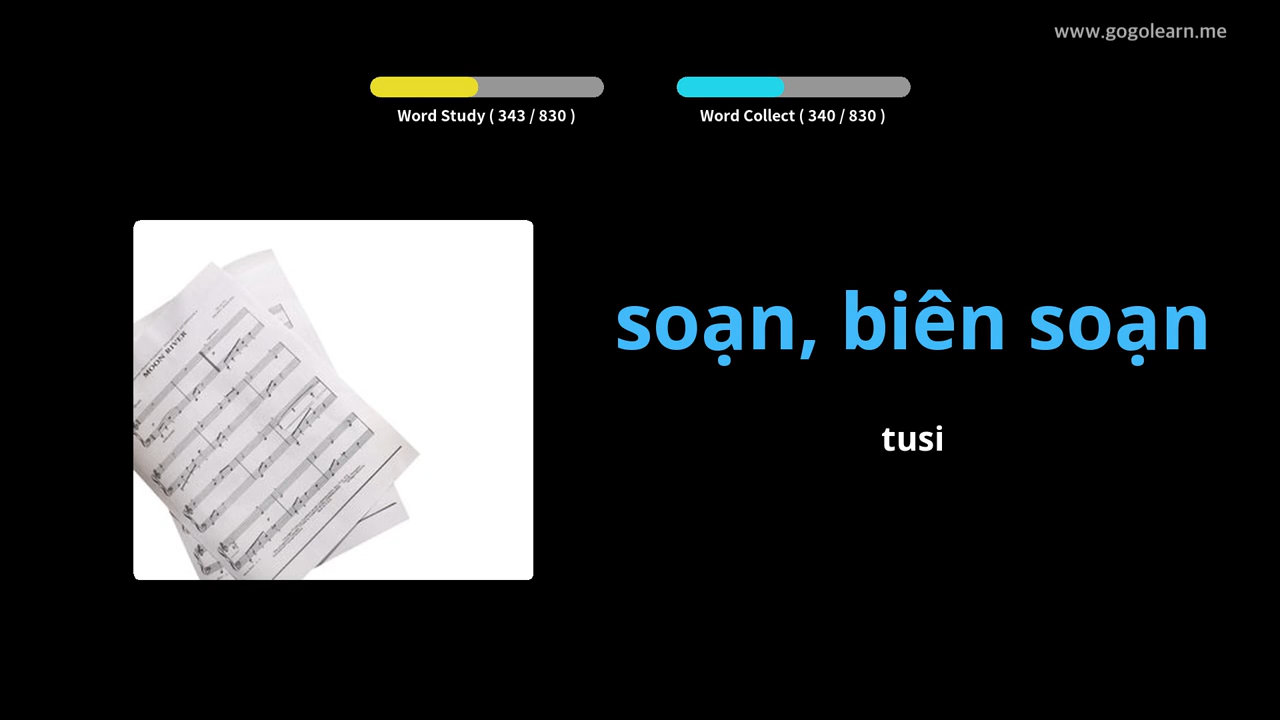 www.gogolearn.me
Word Study ( 343 / 830 )
Word Collect ( 340 / 830 )
MOON RIVER
soạn, biên soạn
tusi